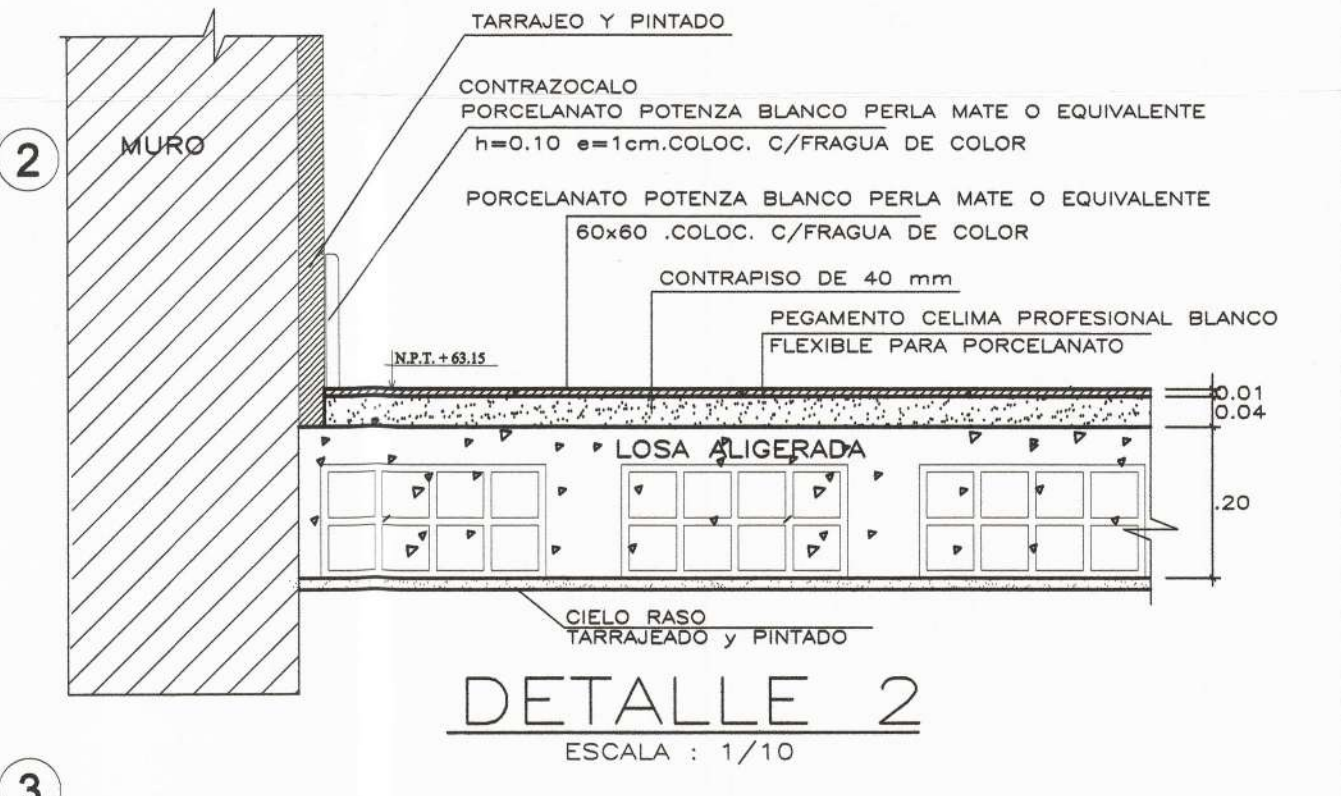 TARRAJEO Y PINTADO
CONTRAZOCALO
PORCELANATO POTENZA BLANCO PERLA MATE O EQUIVALENTE
h=0.10 e=1cm.COLOC. C/FRAGUA DE COLOR
2
MURO
PORCELANATO POTENZA BLANCO PERLA MATE O EQUIVALENTE
60x60 .COLOC. C/FRAGUA DE COLOR
CONTRAPISO DE 40 mm
PEGAMENTO CELIMA PROFESIONAL BLANCO
FLEXIBLE PARA PORCELANATO
N.P.T. + 63.15
0.01
0.04
LOSA ALIGERADA
.20
CIELO RASO
TARRAJEADO y PINTADO
DETALLE 2
ESCALA : 1/10
3